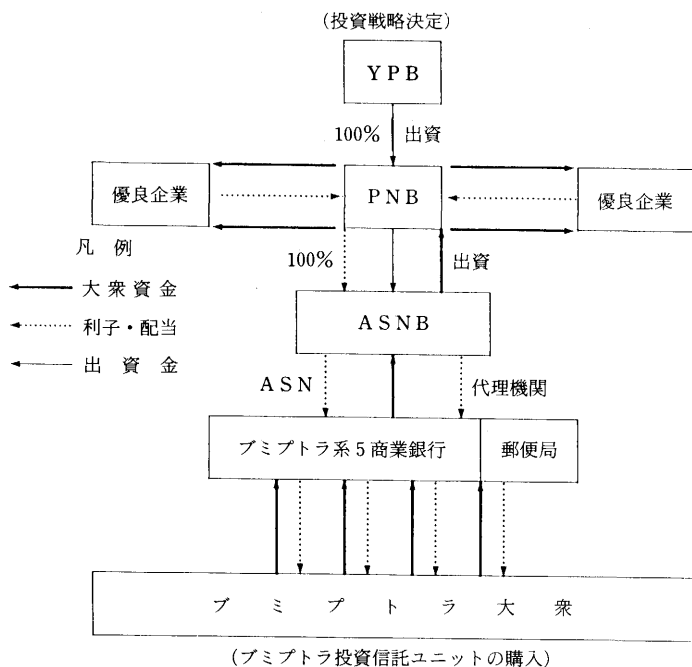 (投資戦略決定)
YPB
100% 出資
優良企業
PNB
優良企業
凡例
大衆資金
利子・配当
出資金
100% 出資
ASNB
ASN 代理機関
ブミプトラ系5商業銀行 郵便局
ブミプトラ大衆
(ブミプトラ投資信託ユニットの購入)